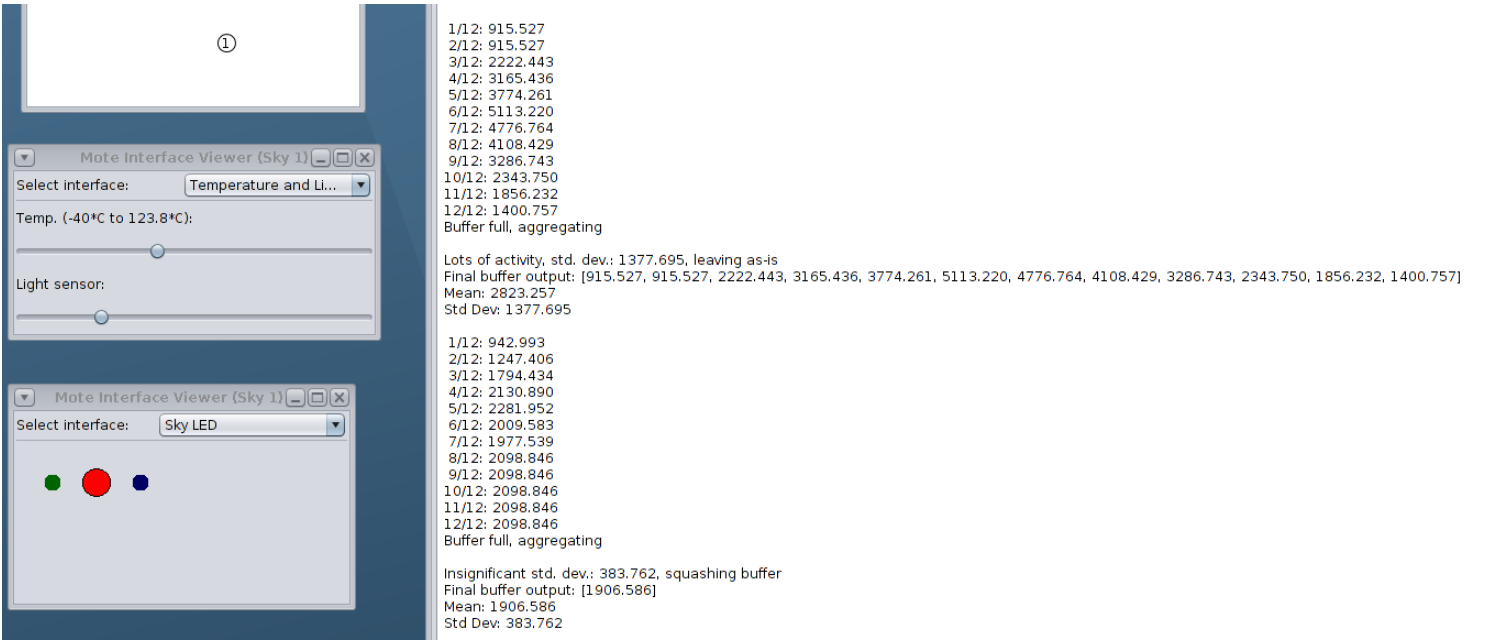 ①
Mote Interface Viewer (Sky 1)
Select interface: Temperature and Li...
Temp. (-40*C to 123.8*C):
Light sensor:
Mote Interface Viewer (Sky 1)
Select interface: Sky LED
1/12: 915.527
2/12: 915.527
3/12: 2222.443
4/12: 3165.436
5/12: 3774.261
6/12: 5113.220
7/12: 4776.764
8/12: 4108.429
9/12: 3286.743
10/12: 2343.750
11/12: 1856.232
12/12: 1400.757
Buffer full, aggregating
Lots of activity, std. dev.: 1377.695, leaving as-is
Final buffer output: [915.527, 915.527, 2222.443, 3165.436, 3774.261, 5113.220, 4776.764, 4108.429, 3286.743, 2343.750, 1856.232, 1400.757]
Mean: 2823.257
Std Dev: 1377.695
1/12: 942.993
2/12: 1247.406
3/12: 1794.434
4/12: 2130.890
5/12: 2281.952
6/12: 2009.583
7/12: 1977.539
8/12: 2098.846
9/12: 2098.846
10/12: 2098.846
11/12: 2098.846
12/12: 2098.846
Buffer full, aggregating
Insignificant std. dev.: 383.762, squashing buffer
Final buffer output: [1906.586]
Mean: 1906.586
Std Dev: 383.762